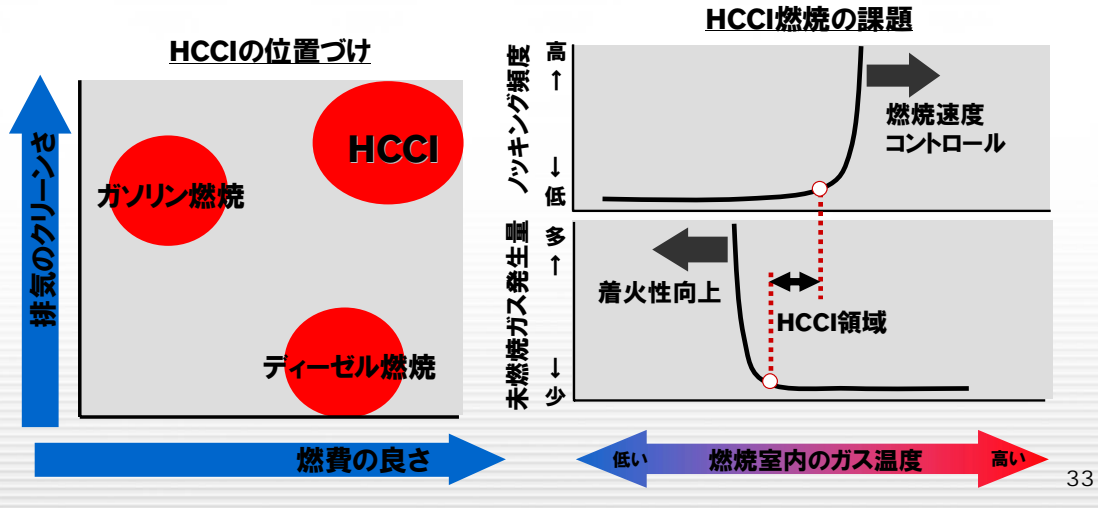 HCCIの位置づけ
排気のクリーンさ
ガソリン燃焼
HCCI
ディーゼル燃焼
燃費の良さ
HCCI燃焼の課題
ノッキング頻度
高
↑
↓
低
燃焼速度
コントロール
未燃焼ガス発生量
多
↑
↓
少
着火性向上
HCCI領域
低い
燃焼室内のガス温度
高い
33